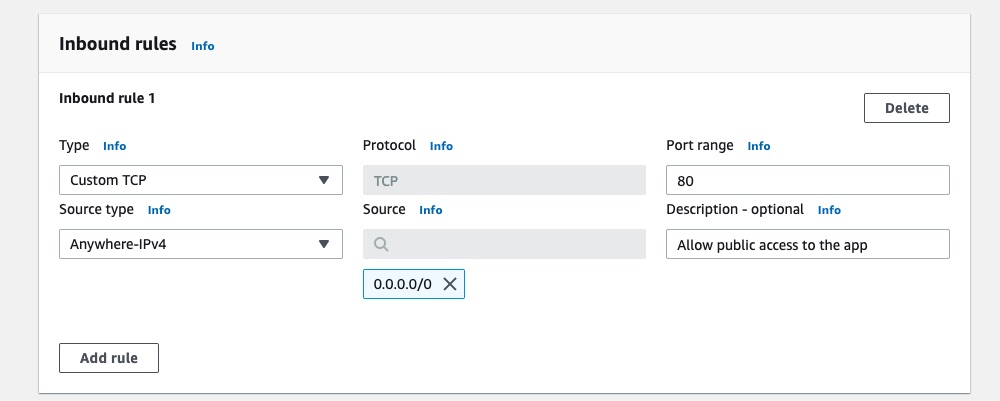 Inbound rules Info
Inbound rule 1
Delete
Type Info Protocol Info Port range Info
Custom TCP TCP 80
Source type Info Source Info Description - optional Info
Anywhere-IPv4 Allow public access to the app
0.0.0.0/0
Add rule